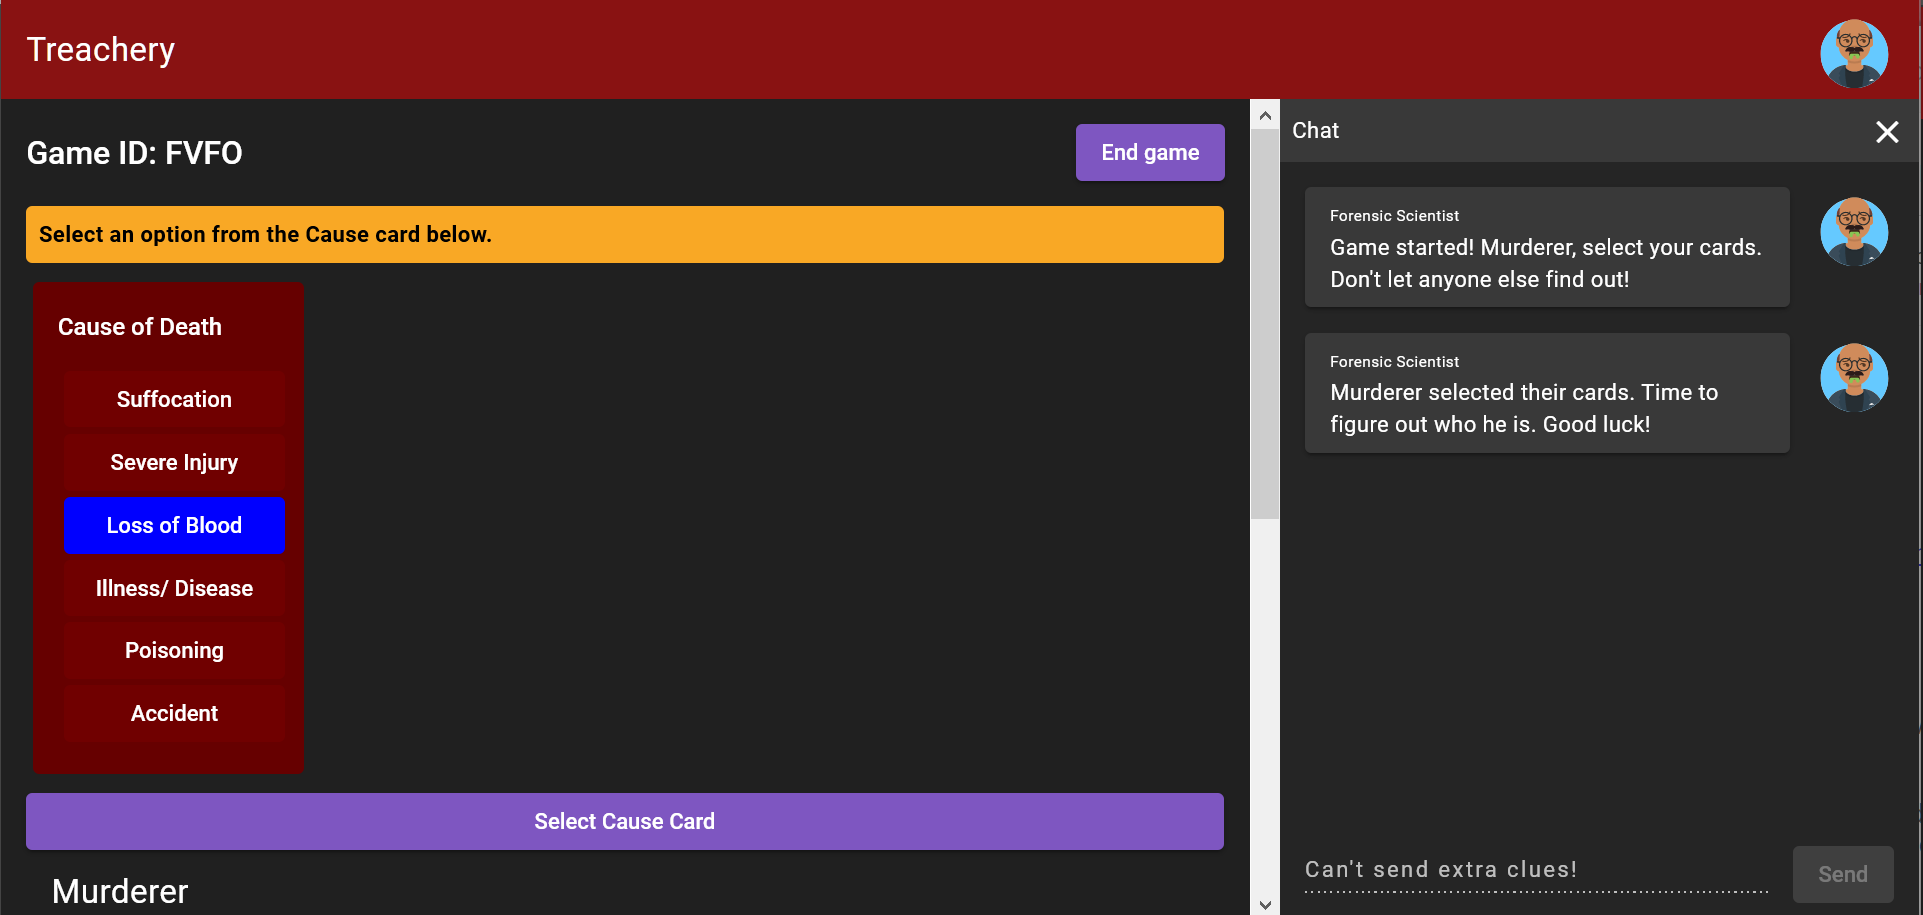 Treachery
Game ID: FVFO
End game
Select an option from the Cause card below.
Cause of Death
Suffocation
Severe Injury
Loss of Blood
Illness/ Disease
Poisoning
Accident
Select Cause Card
Murderer
Chat
Forensic Scientist
Game started! Murderer, select your cards.
Don't let anyone else find out!
Forensic Scientist
Murderer selected their cards. Time to
figure out who he is. Good luck!
Can't send extra clues!
Send